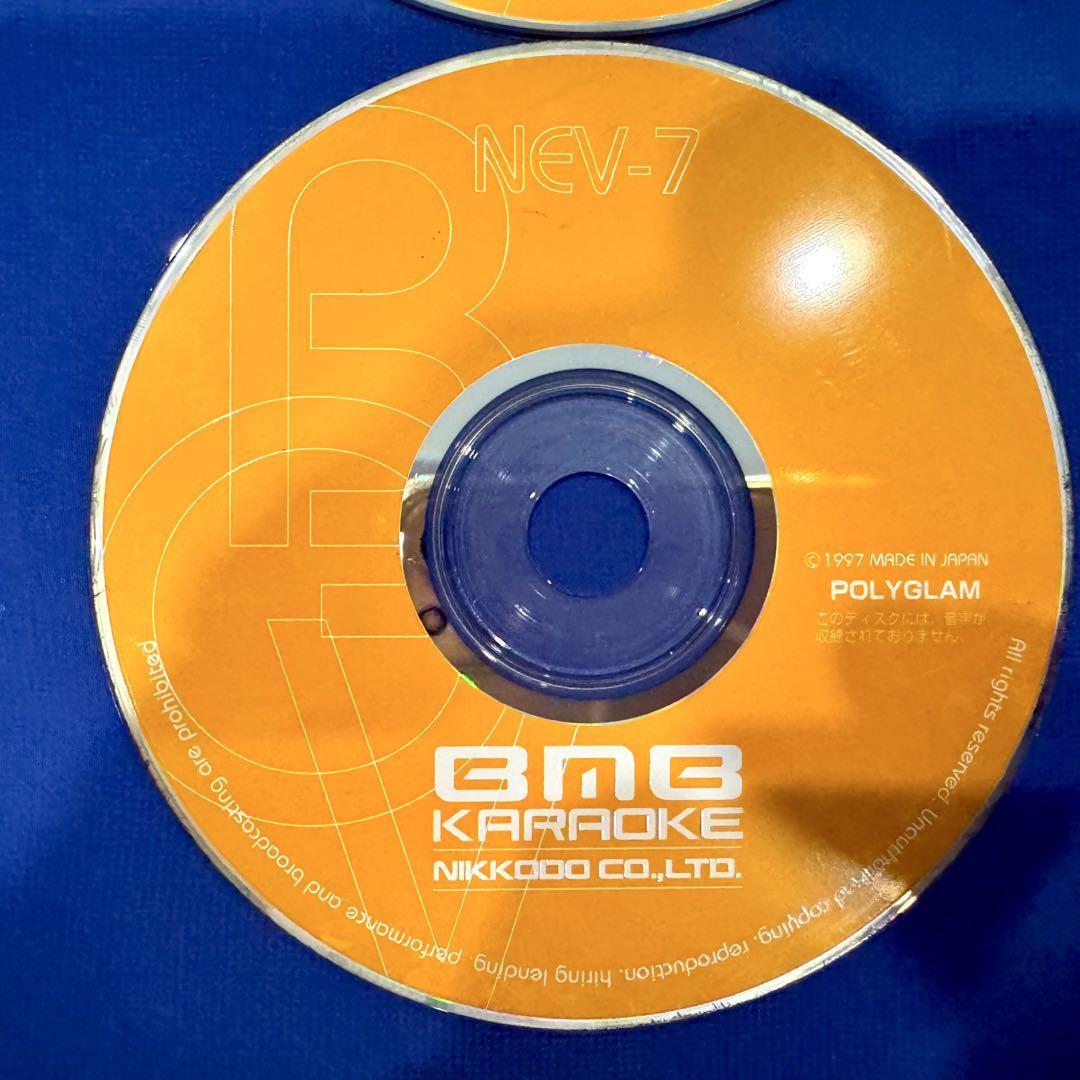 NEV-7
© 1997 MADE IN JAPAN
POLYGLAM
このディスクには、音声が
収録されておりません。
BMB
KARAOKE
NIKKODO CO.,LTD.
All rights reserved. Unauthorized copying, reproduction, hiring lending, performance and broadcasting are prohibited